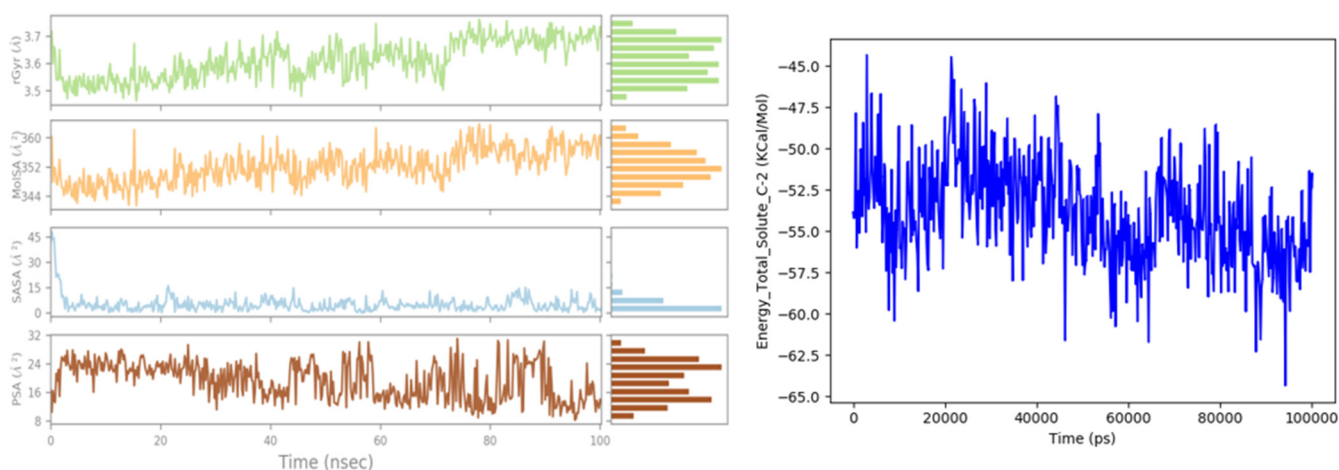 rGyr (Å)
3.7
3.6
3.5
MolSA (Å²)
360
352
344
SASA (Å²)
45
30
15
0
PSA (Å²)
32
24
16
8
0 20 40 60 80 100
Time (nsec)
Energy_Total_Solute_C-2 (KCal/Mol)
−45.0
−47.5
−50.0
−52.5
−55.0
−57.5
−60.0
−62.5
−65.0
0 20000 40000 60000 80000 100000
Time (ps)